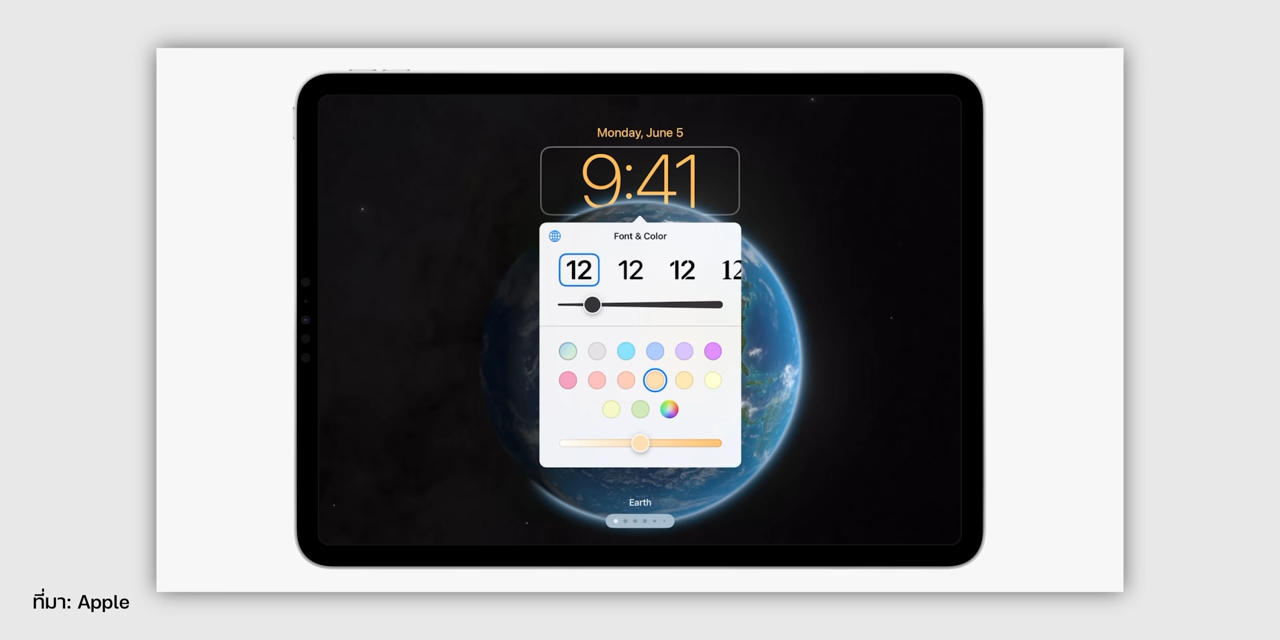 Monday, June 5
9:41
Font & Color
12 12 12 12
Earth
ที่มา: Apple